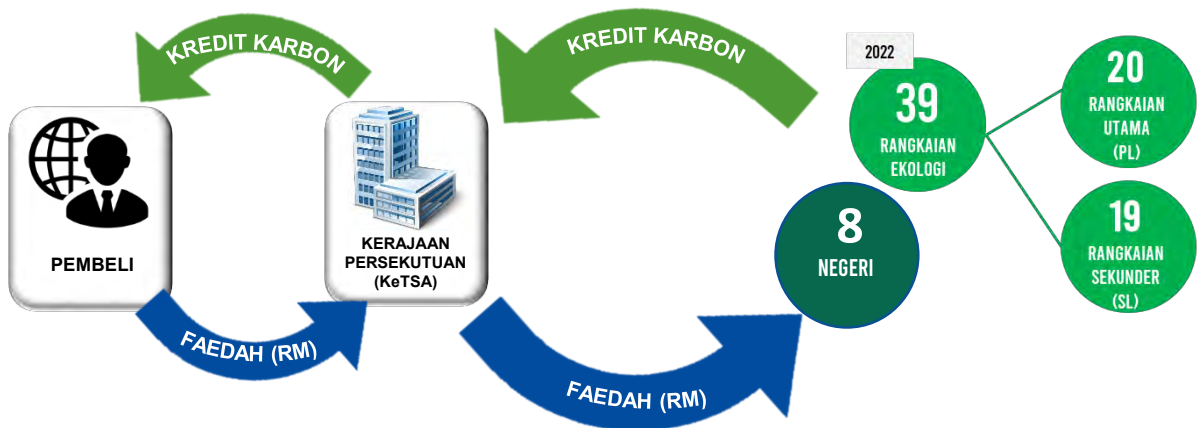 KREDIT KARBON
PEMBELI
FAEDAH (RM)
KERAJAAN
PERSEKUTUAN
(KeTSA)
KREDIT KARBON
FAEDAH (RM)
2022
39
RANGKAIAN
EKOLOGI
8
NEGERI
20
RANGKAIAN
UTAMA
(PL)
19
RANGKAIAN
SEKUNDER
(SL)